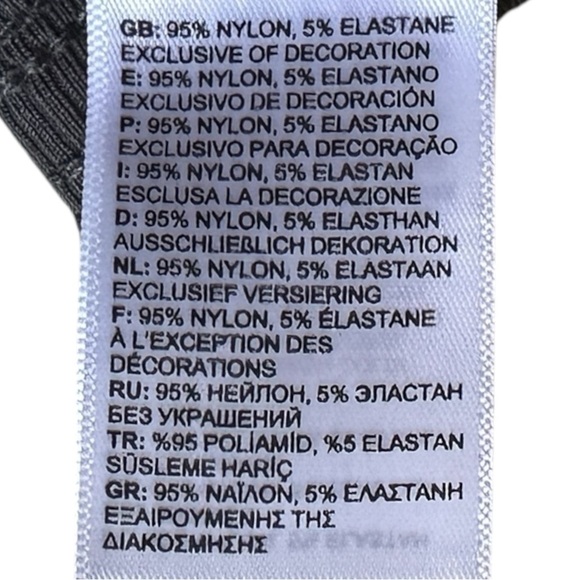 GB: 95% NYLON, 5% ELASTANE
EXCLUSIVE OF DECORATION
E: 95% NYLON, 5% ELASTANO
EXCLUSIVO DE DECORACIÓN
P: 95% NYLON, 5% ELASTANO
EXCLUSIVO PARA DECORAÇÃO
I: 95% NYLON, 5% ELASTAN
ESCLUSA LA DECORAZIONE
D: 95% NYLON, 5% ELASTHAN
AUSSCHLIEßLICH DEKORATION
NL: 95% NYLON, 5% ELASTAAN
EXCLUSIEF VERSIERING
F: 95% NYLON, 5% ÉLASTANE
À L'EXCEPTION DES
DÉCORATIONS
RU: 95% НЕЙЛОН, 5% ЭЛАСТАН
БЕЗ УКРАШЕНИЙ
TR: %95 POLİAMİD, %5 ELASTAN
SÜSLEME HARİÇ
GR: 95% ΝΑΪΛΟΝ, 5% ΕΛΑΣΤΑΝΗ
ΕΞΑΙΡΟΥΜΕΝΗΣ ΤΗΣ
ΔΙΑΚΟΣΜΗΣΗΣ